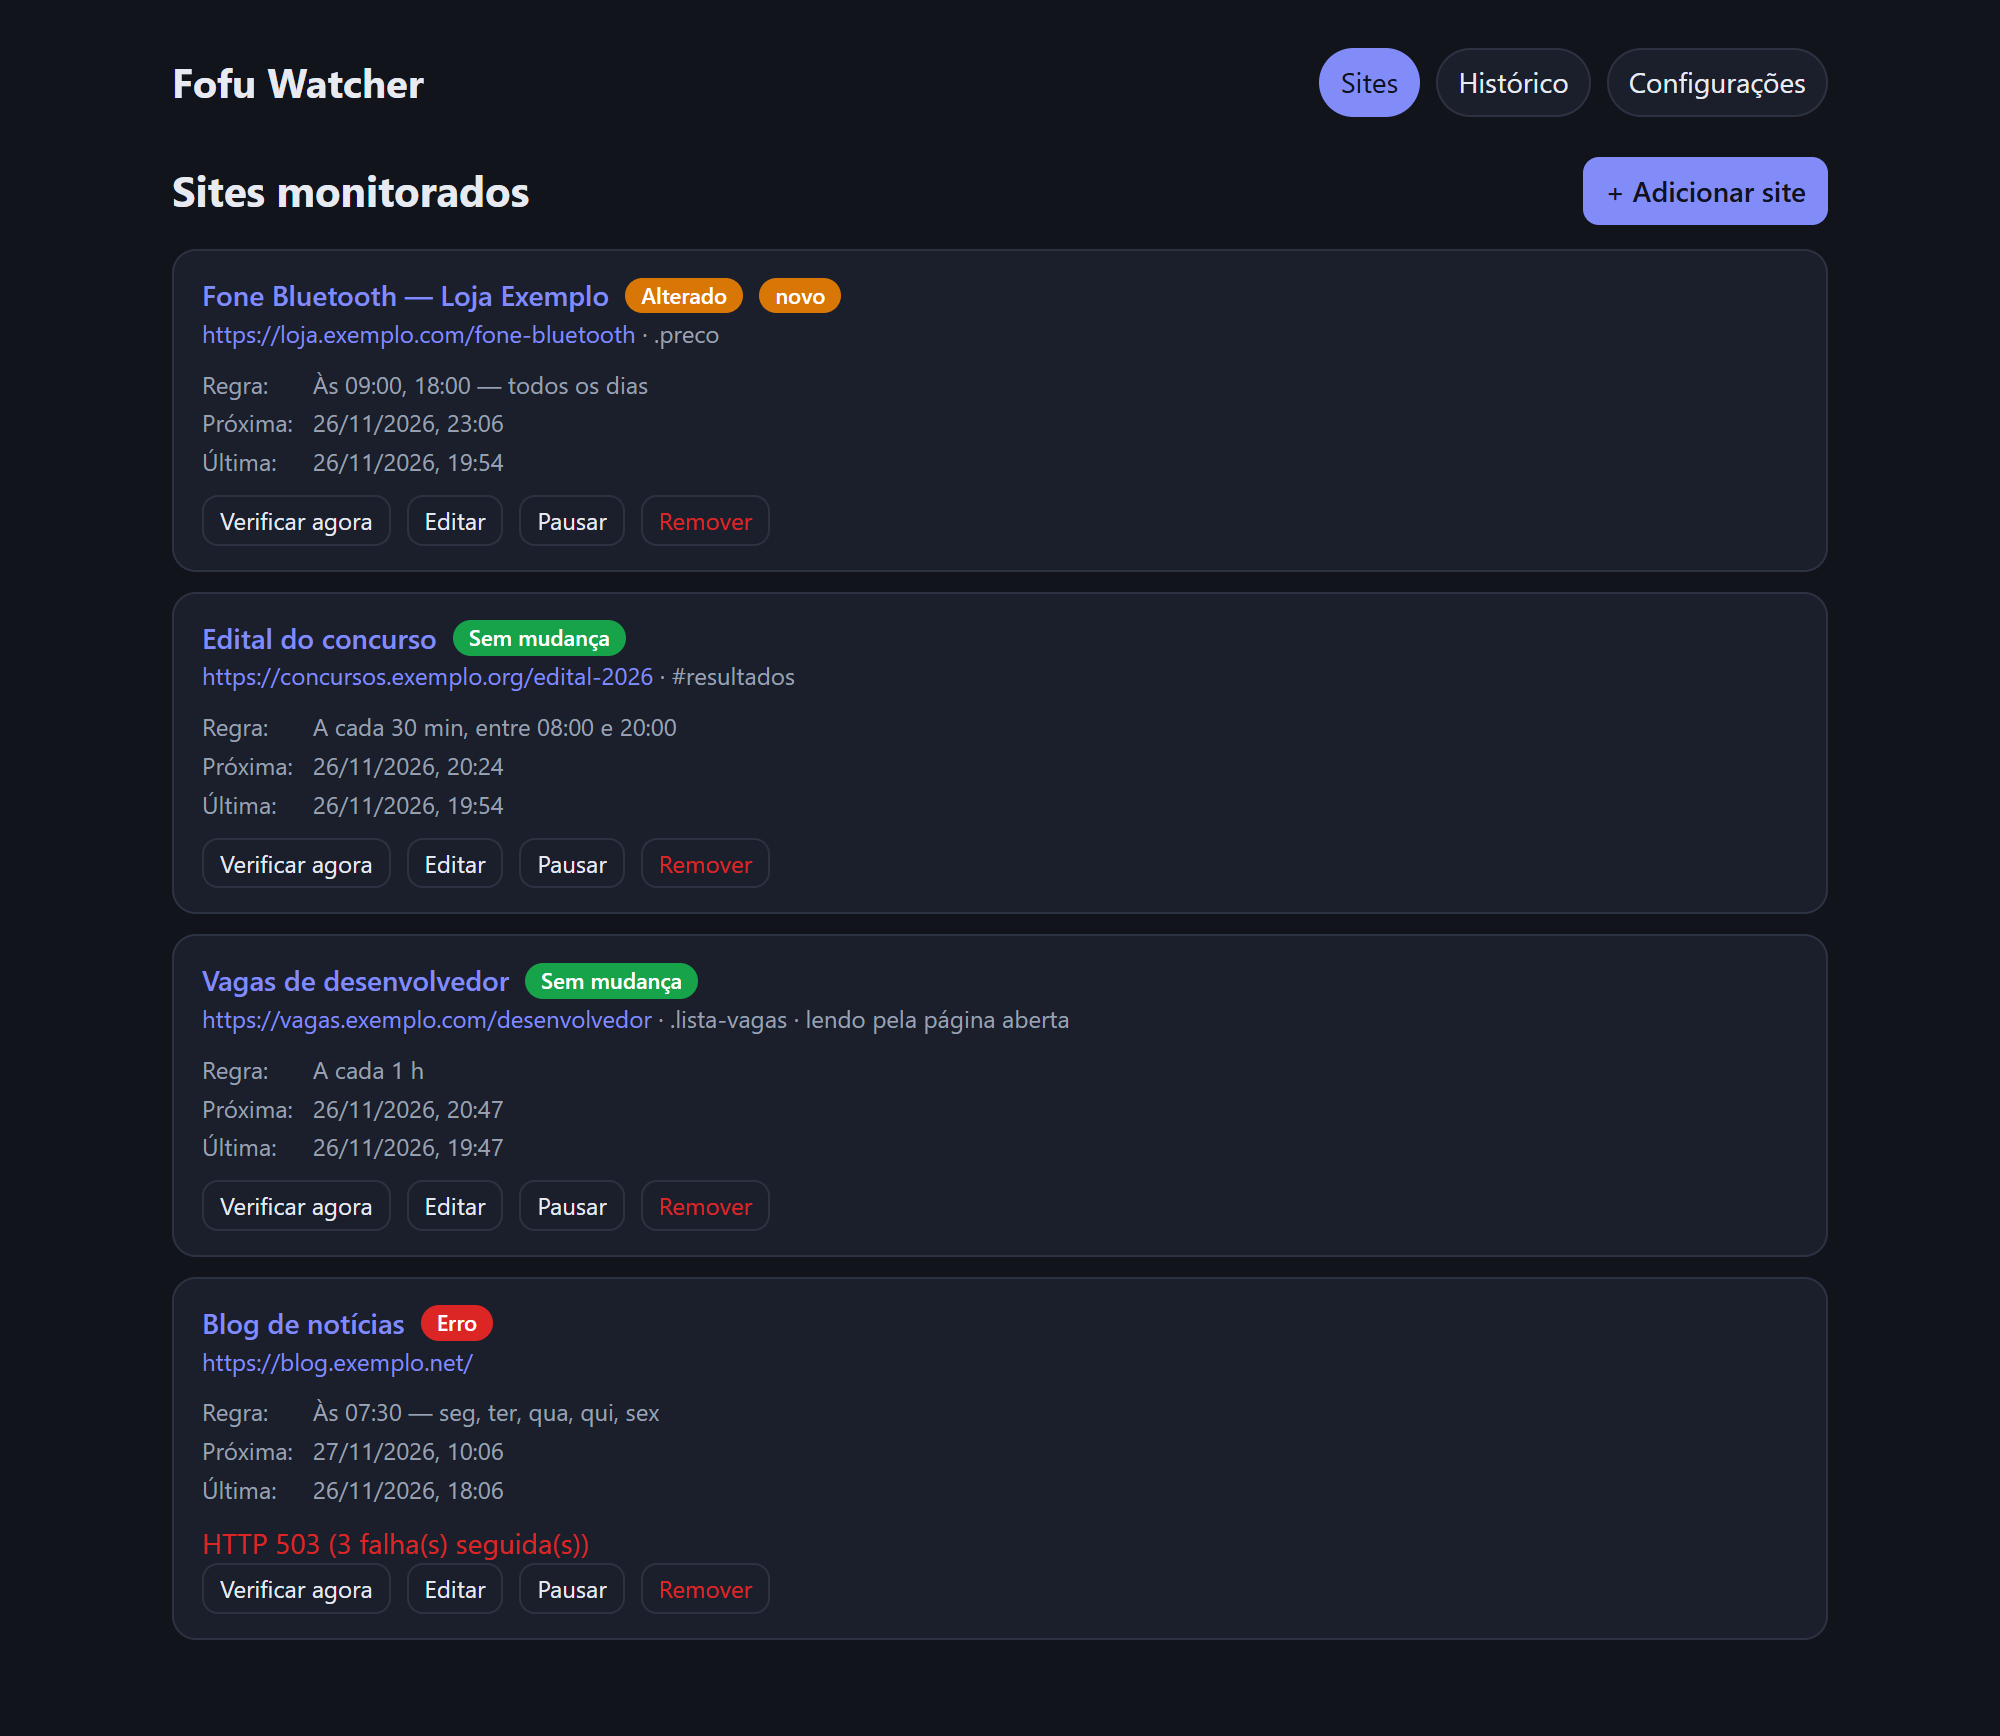 Fofu Watcher
Sites Histórico Configurações
Sites monitorados
+ Adicionar site
Fone Bluetooth — Loja Exemplo Alterado novo
https://loja.exemplo.com/fone-bluetooth · .preco
Regra: Às 09:00, 18:00 — todos os dias
Próxima: 26/11/2026, 23:06
Última: 26/11/2026, 19:54
Verificar agora Editar Pausar Remover
Edital do concurso Sem mudança
https://concursos.exemplo.org/edital-2026 · #resultados
Regra: A cada 30 min, entre 08:00 e 20:00
Próxima: 26/11/2026, 20:24
Última: 26/11/2026, 19:54
Verificar agora Editar Pausar Remover
Vagas de desenvolvedor Sem mudança
https://vagas.exemplo.com/desenvolvedor · .lista-vagas · lendo pela página aberta
Regra: A cada 1 h
Próxima: 26/11/2026, 20:47
Última: 26/11/2026, 19:47
Verificar agora Editar Pausar Remover
Blog de notícias Erro
https://blog.exemplo.net/
Regra: Às 07:30 — seg, ter, qua, qui, sex
Próxima: 27/11/2026, 10:06
Última: 26/11/2026, 18:06
HTTP 503 (3 falha(s) seguida(s))
Verificar agora Editar Pausar Remover